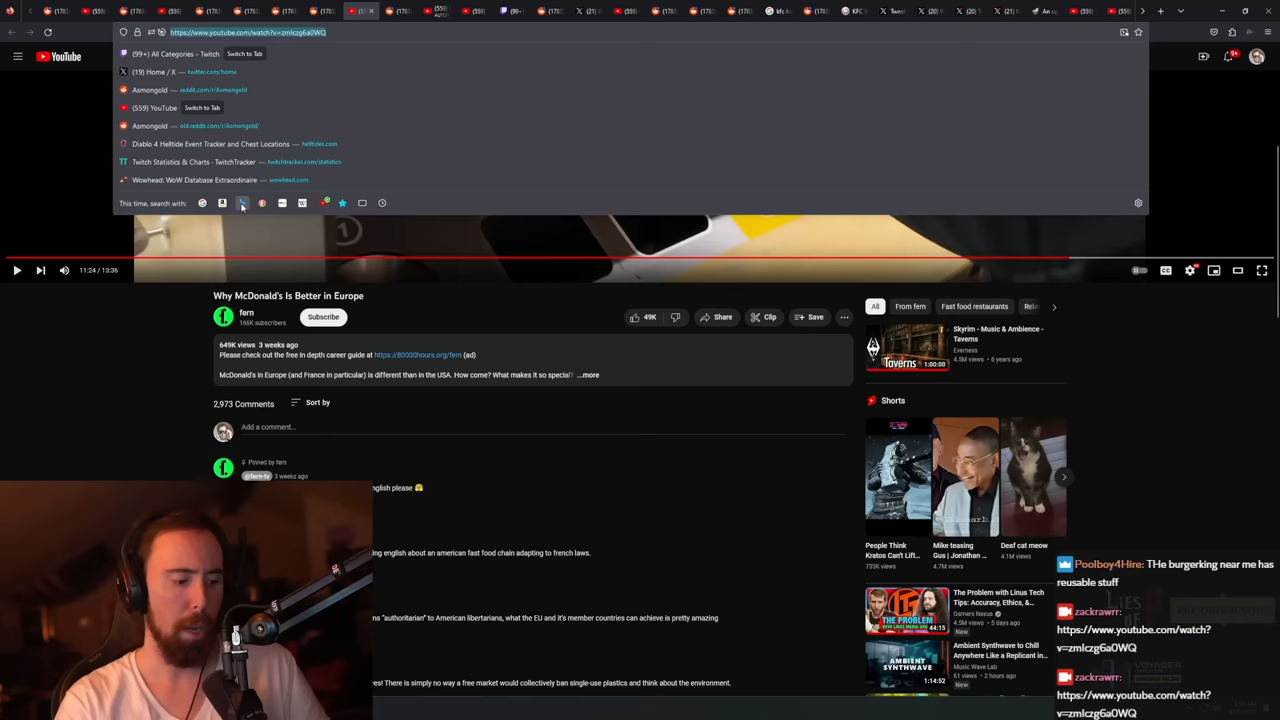 https://www.youtube.com/watch?v=zmlczg6a0WQ
(99+) All Categories - Twitch Switch to Tab
(19) Home / X — twitter.com/home
Asmongold — reddit.com/r/Asmongold
(559) YouTube Switch to Tab
Asmongold — old.reddit.com/r/Asmongold/
Diablo 4 Helltide Event Tracker and Chest Locations — helltides.com
Twitch Statistics & Charts - TwitchTracker — twitchtracker.com/statistics
Wowhead: WoW Database Extraordinaire — wowhead.com
This time, search with:
YouTube
9+
11:24 / 13:36
Why McDonald's Is Better in Europe
fern
166K subscribers
Subscribe
49K
Share
Clip
Save
649K views 3 weeks ago
Please check out the free in depth career guide at https://80000hours.org/fern (ad)
McDonald's in Europe (and France in particular) is different than in the USA. How come? What makes it so special? ...more
2,973 Comments
Sort by
Add a comment...
Pinned by fern
@fern-tv 3 weeks ago
nglish please 🤗
ing english about an american fast food chain adapting to french laws.
ns "authoritarian" to American libertarians, what the EU and it's member countries can achieve is pretty amazing
es! There is simply no way a free market would collectively ban single-use plastics and think about the environment.
All
From fern
Fast food restaurants
Skyrim - Music & Ambience -
Taverns
Everness
4.5M views • 6 years ago
Taverns
1:00:00
Shorts
People Think
Kratos Can't Lift...
735K views
Mike teasing
Gus | Jonathan ...
4.7M views
Deaf cat meow
4.1M views
The Problem with Linus Tech
Tips: Accuracy, Ethics, &...
Gamers Nexus
4.5M views • 5 days ago
New
THE PROBLEM
44:15
Ambient Synthwave to Chill
Anywhere Like a Replicant in...
Music Wave Lab
61 views • 2 hours ago
New
AMBIENT
SYNTHWAVE
1:14:52
Poolboy4Hire: THe burgerking near me has
reusable stuff
zackrawrr:
https://www.youtube.com/watch?
v=zmlczg6a0WQ
zackrawrr:
https://www.youtube.com/watch?
v=zmlczg6a0WQ